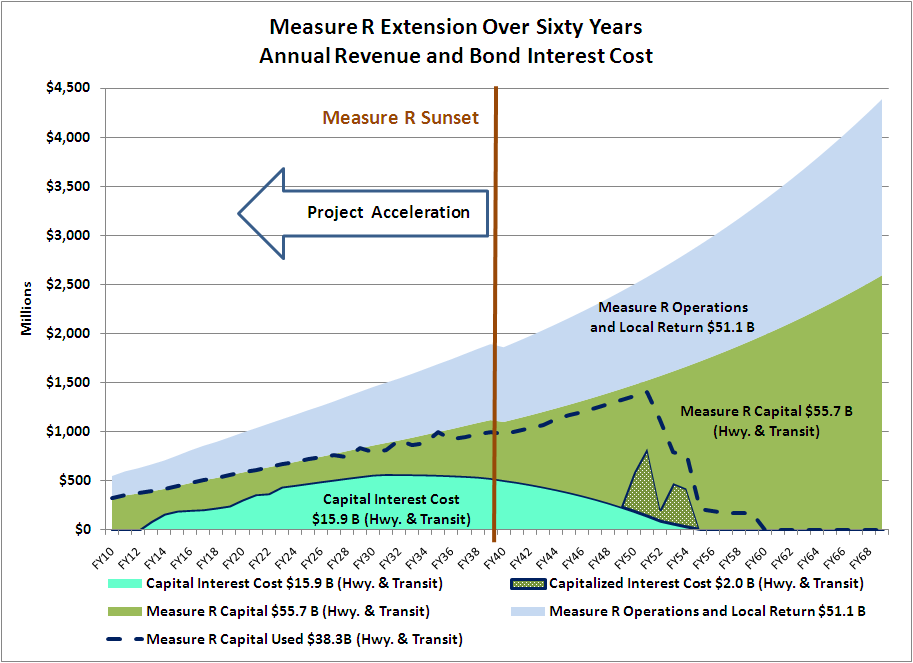 Measure R Extension Over Sixty Years
Annual Revenue and Bond Interest Cost
$4,500
$4,000
$3,500
$3,000
$2,500
$2,000
$1,500
$1,000
$500
$0
Millions
Measure R Sunset
Project Acceleration
Measure R Operations
and Local Return $51.1 B
Measure R Capital $55.7 B
(Hwy. & Transit)
Capital Interest Cost
$15.9 B (Hwy. & Transit)
FY10
FY12
FY14
FY16
FY18
FY20
FY22
FY24
FY26
FY28
FY30
FY32
FY34
FY36
FY38
FY40
FY42
FY44
FY46
FY48
FY50
FY52
FY54
FY56
FY58
FY60
FY62
FY64
FY66
FY68
Capital Interest Cost $15.9 B (Hwy. & Transit)
Capitalized Interest Cost $2.0 B (Hwy. & Transit)
Measure R Capital $55.7 B (Hwy. & Transit)
Measure R Operations and Local Return $51.1 B
Measure R Capital Used $38.3B (Hwy. & Transit)